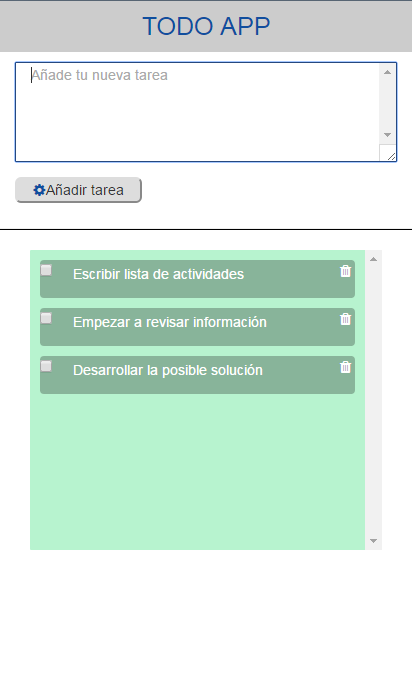 TODO APP
Añade tu nueva tarea
Añadir tarea
Escribir lista de actividades
Empezar a revisar información
Desarrollar la posible solución